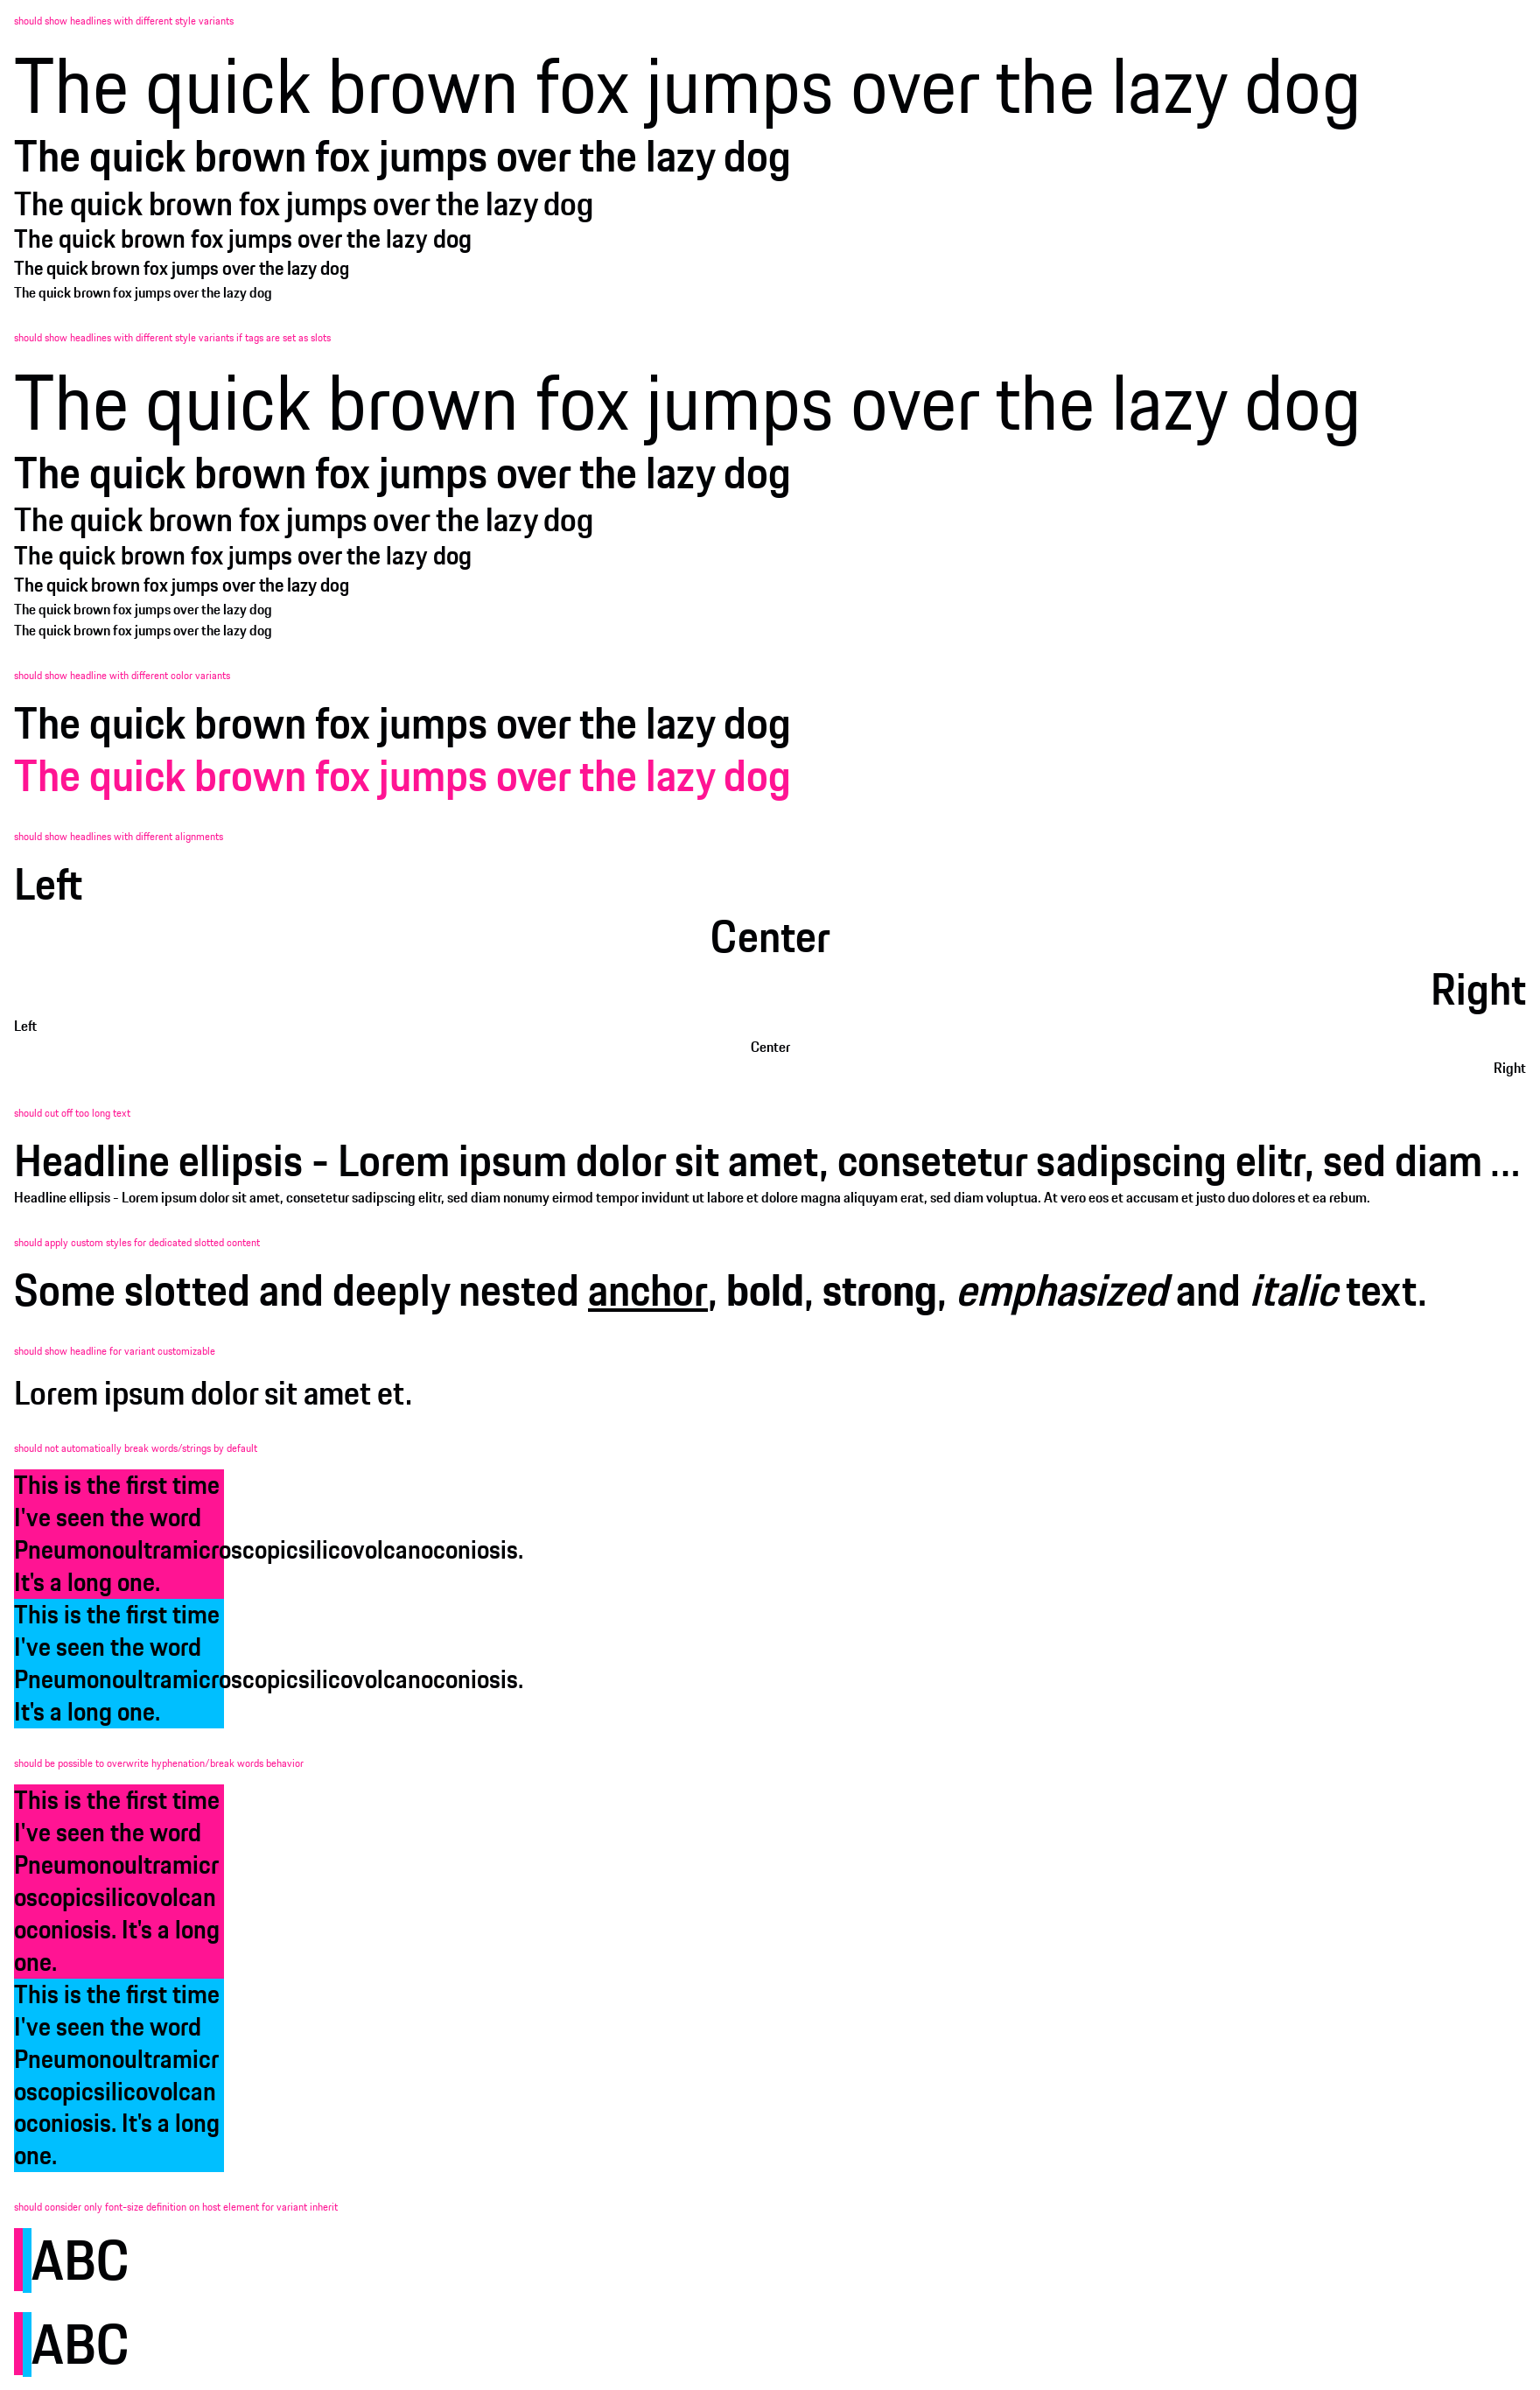 should show headlines with different style variants
The quick brown fox jumps over the lazy dog
The quick brown fox jumps over the lazy dog
The quick brown fox jumps over the lazy dog
The quick brown fox jumps over the lazy dog
The quick brown fox jumps over the lazy dog
The quick brown fox jumps over the lazy dog
should show headlines with different style variants if tags are set as slots
The quick brown fox jumps over the lazy dog
The quick brown fox jumps over the lazy dog
The quick brown fox jumps over the lazy dog
The quick brown fox jumps over the lazy dog
The quick brown fox jumps over the lazy dog
The quick brown fox jumps over the lazy dog
The quick brown fox jumps over the lazy dog
should show headline with different color variants
The quick brown fox jumps over the lazy dog
The quick brown fox jumps over the lazy dog
should show headlines with different alignments
Left
Center
Right
Left
Center
Right
should cut off too long text
Headline ellipsis - Lorem ipsum dolor sit amet, consetetur sadipscing elitr, sed diam ...
Headline ellipsis - Lorem ipsum dolor sit amet, consetetur sadipscing elitr, sed diam nonumy eirmod tempor invidunt ut labore et dolore magna aliquyam erat, sed diam voluptua. At vero eos et accusam et justo duo dolores et ea rebum.
should apply custom styles for dedicated slotted content
Some slotted and deeply nested anchor, bold, strong, emphasized and italic text.
should show headline for variant customizable
Lorem ipsum dolor sit amet et.
should not automatically break words/strings by default
This is the first time
I've seen the word
Pneumonoultramicroscopicsilicovolcanoconiosis.
It's a long one.
This is the first time
I've seen the word
Pneumonoultramicroscopicsilicovolcanoconiosis.
It's a long one.
should be possible to overwrite hyphenation/break words behavior
This is the first time
I've seen the word
Pneumonoultramicr
oscopicsilicovolcan
oconiosis. It's a long
one.
This is the first time
I've seen the word
Pneumonoultramicr
oscopicsilicovolcan
oconiosis. It's a long
one.
should consider only font-size definition on host element for variant inherit
ABC
ABC